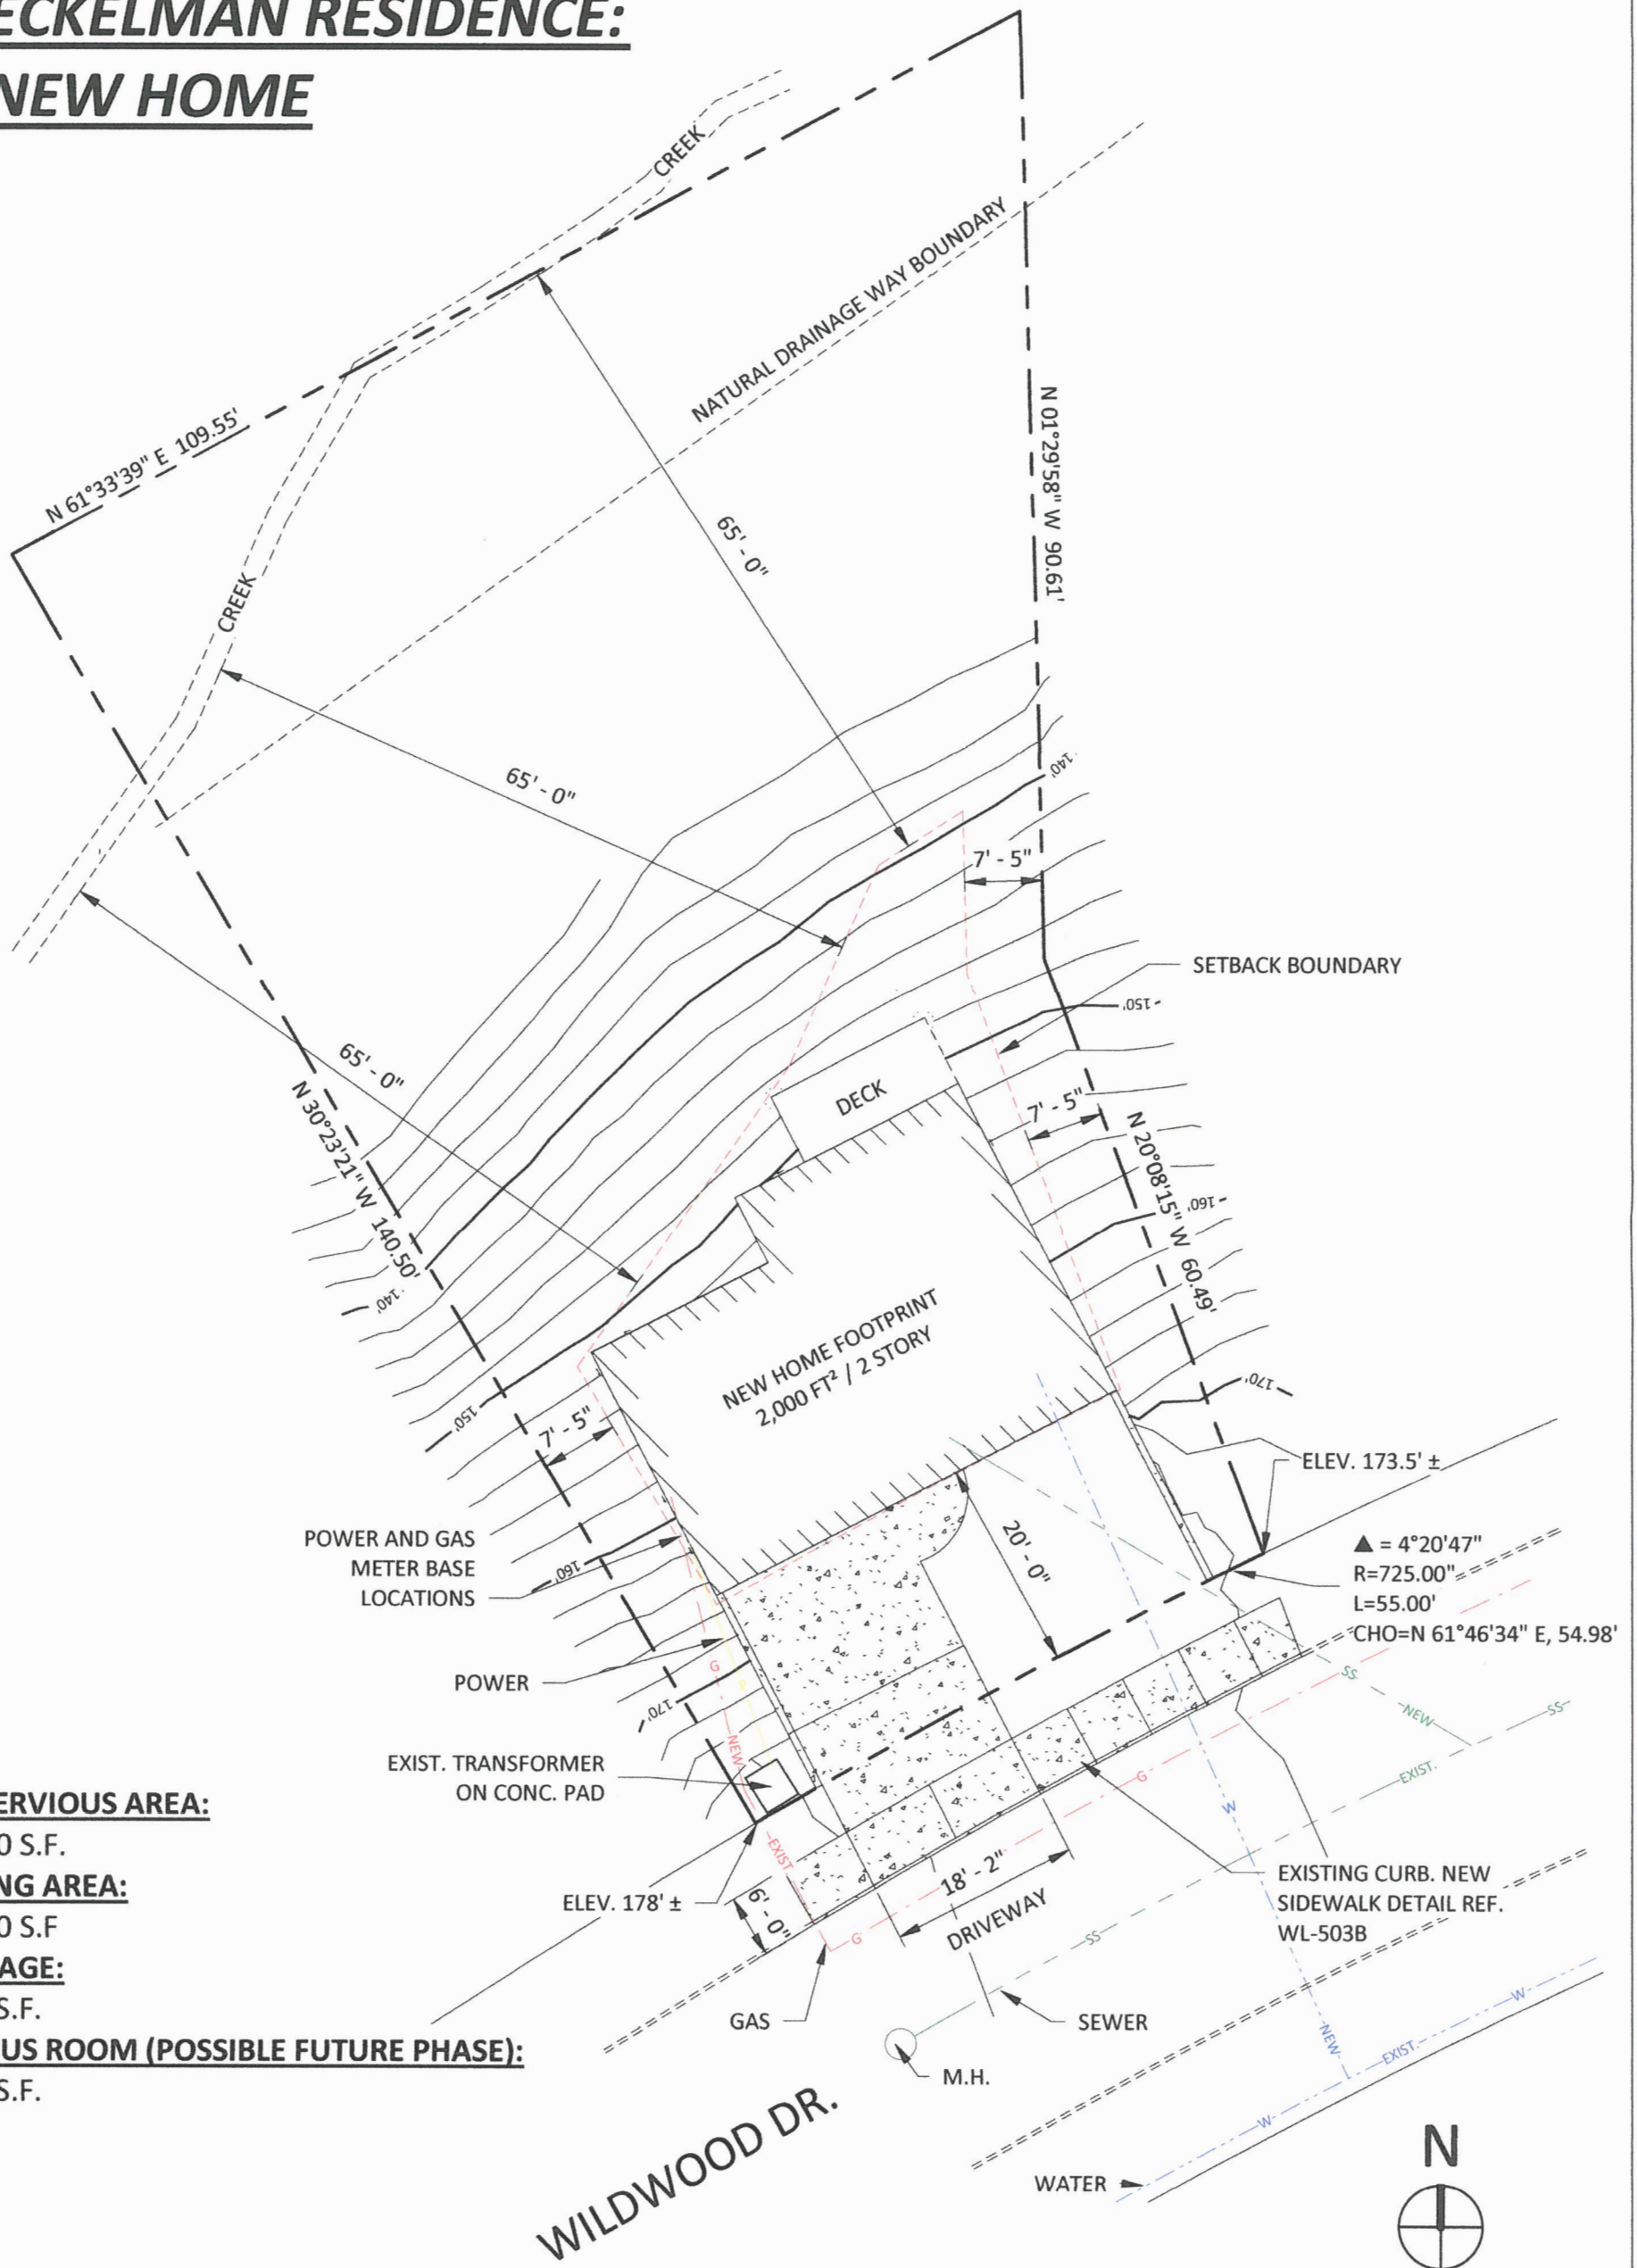 ECKELMAN RESIDENCE:
NEW HOME
CREEK
NATURAL DRAINAGE WAY BOUNDARY
N 61°33'39" E 109.55'
N 01°29'58" W 90.61'
65' - 0"
CREEK
65' - 0"
140'
7' - 5"
SETBACK BOUNDARY
150'
65' - 0"
DECK
7' - 5"
N 30°23'21" W 140.50'
N 20°08'15" W 60.49'
160'
140'
NEW HOME FOOTPRINT
2,000 FT² / 2 STORY
170'
150'
7' - 5"
ELEV. 173.5' ±
POWER AND GAS
METER BASE
LOCATIONS
160'
20' - 0"
▲ = 4°20'47"
R=725.00"
L=55.00'
CHO=N 61°46'34" E, 54.98'
POWER
G
170'
NEW
SS
NEW
SS
EXIST. TRANSFORMER
ON CONC. PAD
G
EXIST.
W
ERVIOUS AREA:
0 S.F.
NG AREA:
0 S.F
AGE:
S.F.
US ROOM (POSSIBLE FUTURE PHASE):
S.F.
EXIST
ELEV. 178' ±
6' - 0"
18' - 2"
DRIVEWAY
G
SS
EXISTING CURB. NEW
SIDEWALK DETAIL REF.
WL-503B
GAS
SEWER
M.H.
W
NEW
EXIST.
W
WATER
WILDWOOD DR.
N